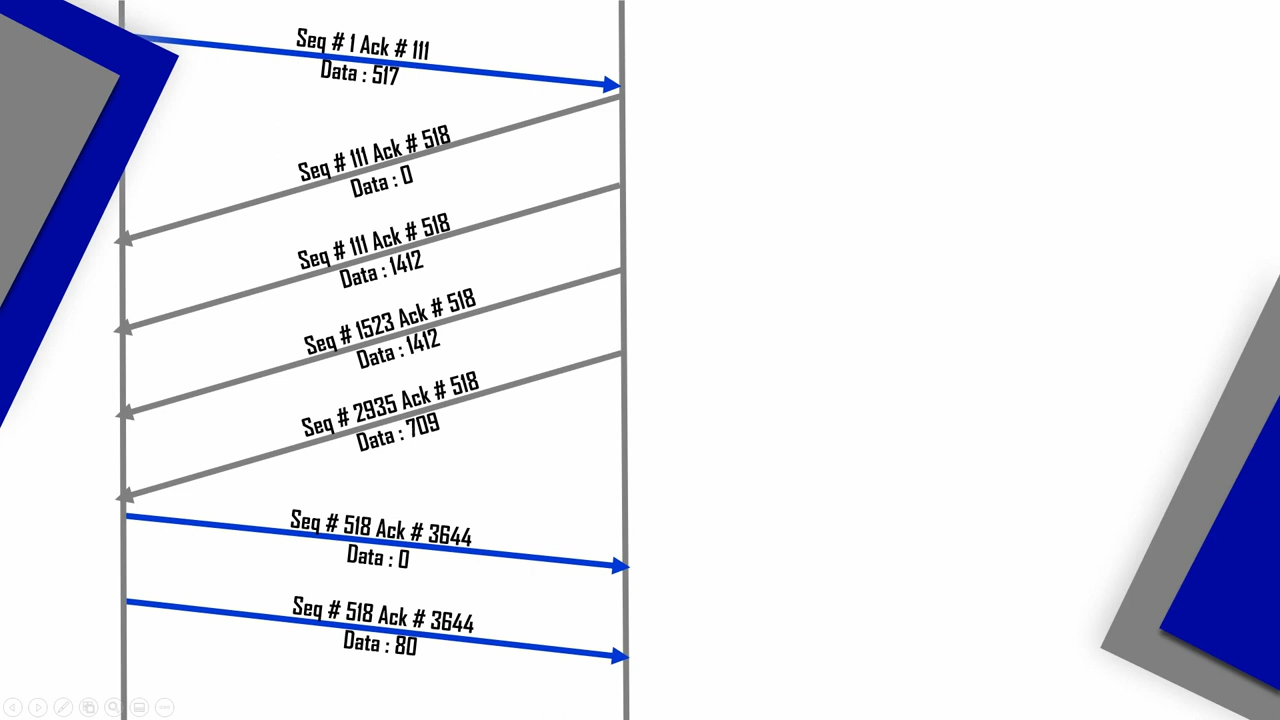 Seq # 1 Ack # 111
Data : 517
Seq # 111 Ack # 518
Data : 0
Seq # 111 Ack # 518
Data : 1412
Seq # 1523 Ack # 518
Data : 1412
Seq # 2935 Ack # 518
Data : 709
Seq # 518 Ack # 3644
Data : 0
Seq # 518 Ack # 3644
Data : 80